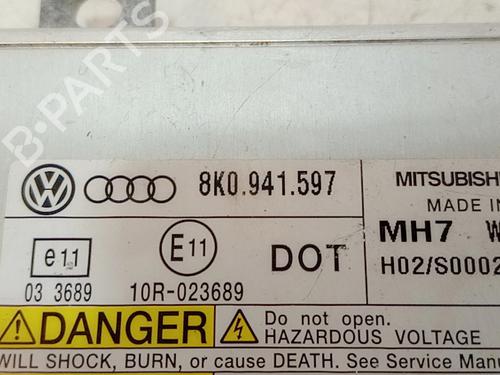 B-PARTS
8K0.941.597
MITSUBISHI
MADE IN
MH7 W
e11
E11
DOT
H02/S0002
03 3689
10R-023689
DANGER
Do not open.
HAZARDOUS VOLTAGE
WILL SHOCK, BURN, or cause DEATH. See Service Manu